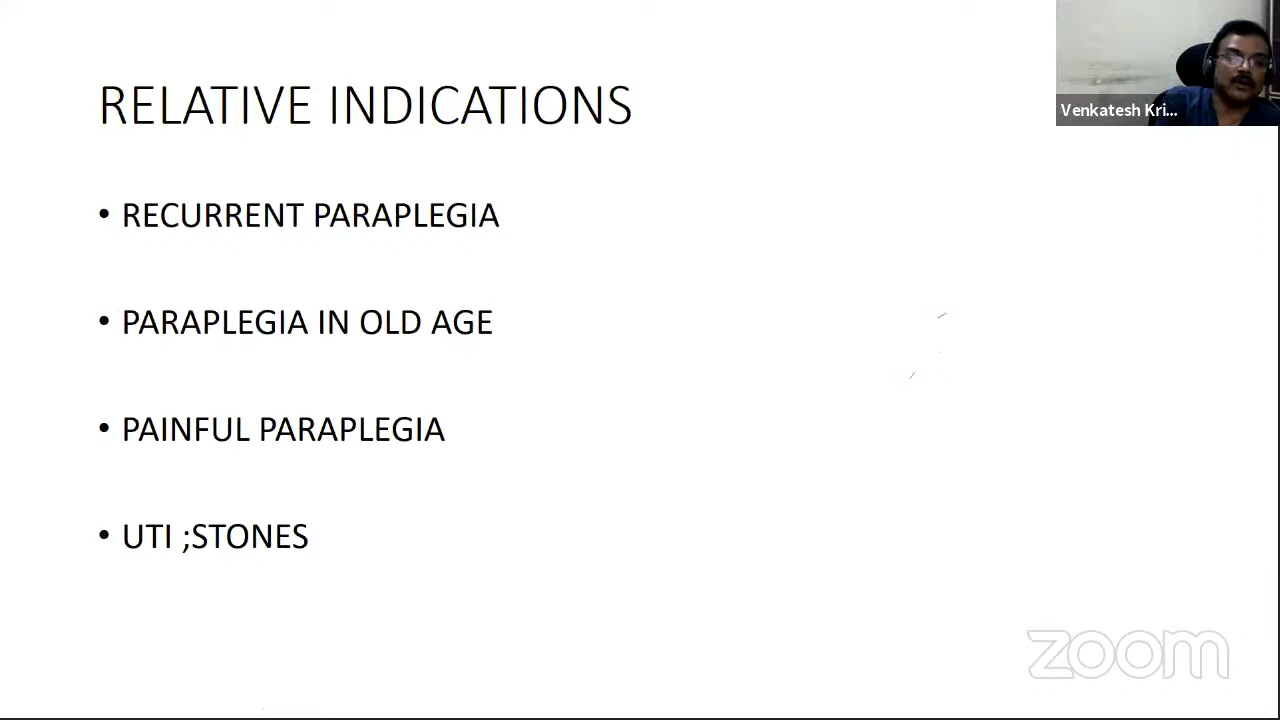 Venkatesh Kri...
RELATIVE INDICATIONS
• RECURRENT PARAPLEGIA
• PARAPLEGIA IN OLD AGE
• PAINFUL PARAPLEGIA
• UTI ;STONES
zoom